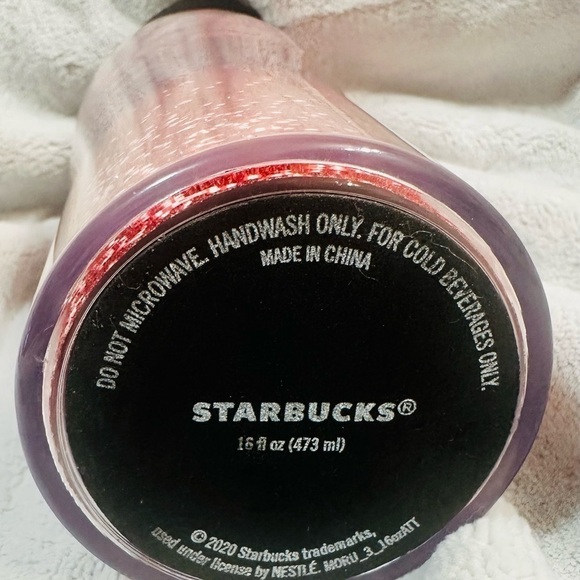 DO NOT MICROWAVE. HANDWASH ONLY. FOR COLD BEVERAGES ONLY.
MADE IN CHINA
STARBUCKS®
16 fl oz (473 ml)
© 2020 Starbucks trademarks,
used under license by NESTLÉ. MORU_3_16ozATT